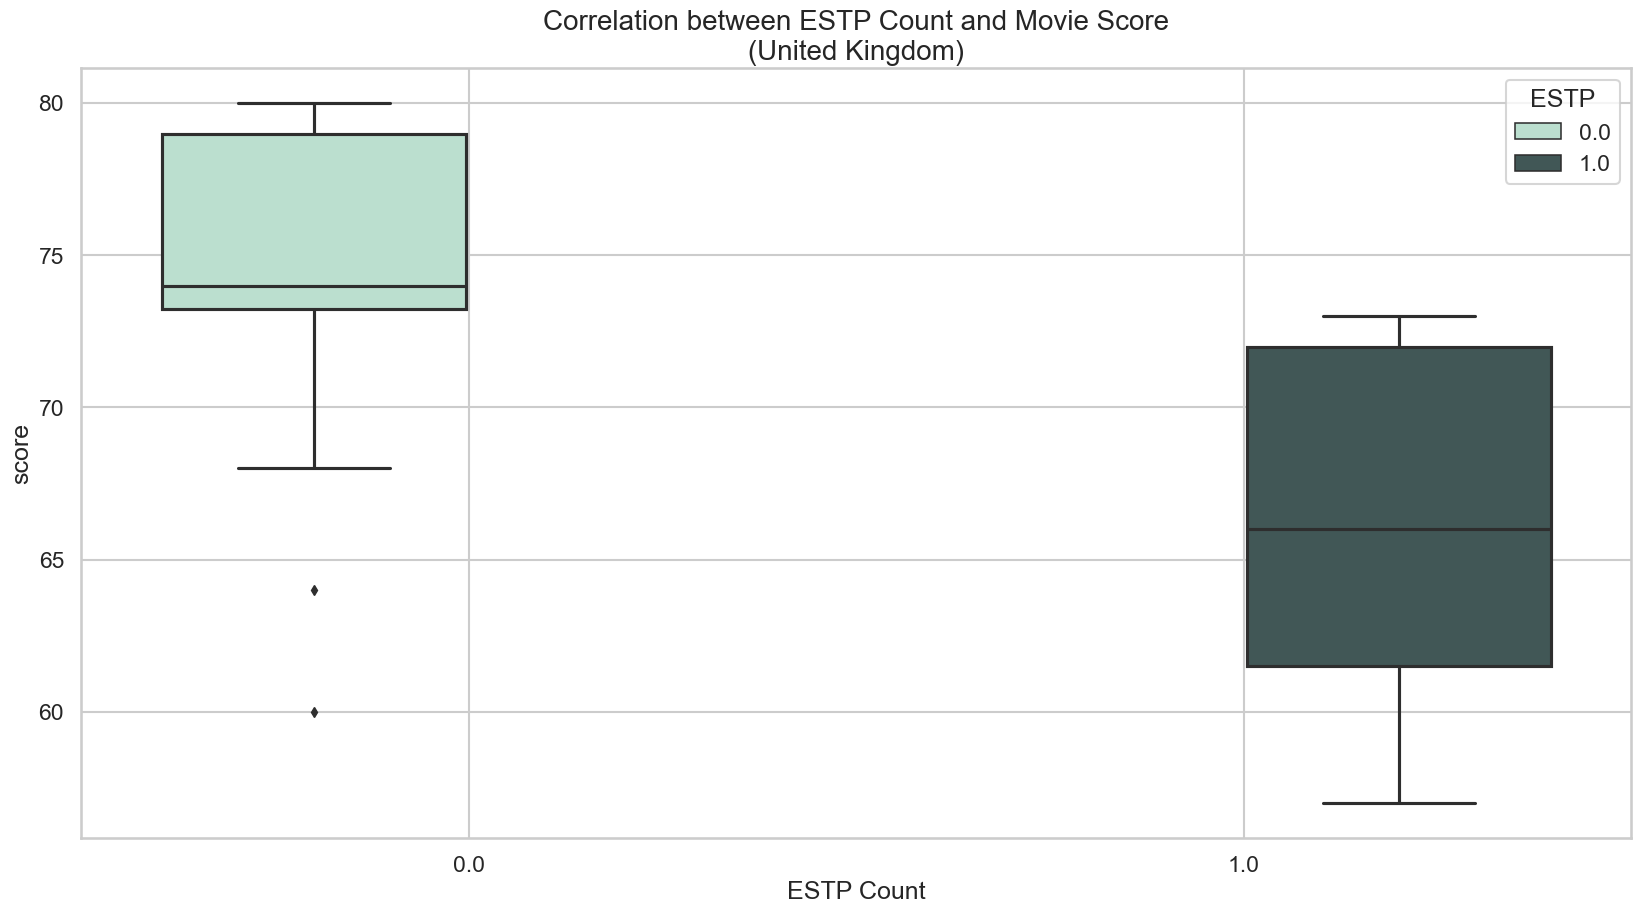 Correlation between ESTP Count and Movie Score
(United Kingdom)
ESTP
0.0
1.0
80
75
70
65
60
score
0.0
1.0
ESTP Count